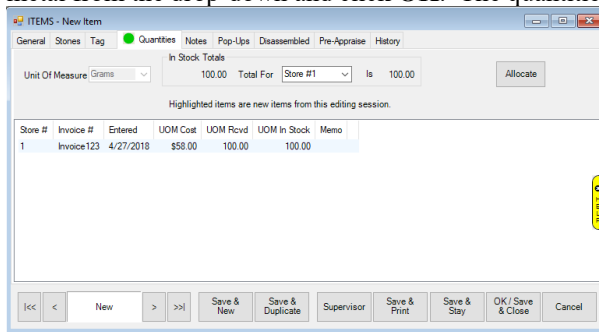 ITEMS - New Item
General Stones Tag Quantities Notes Pop-Ups Disassembled Pre-Appraise History
In Stock Totals
Unit Of Measure Grams 100.00 Total For Store #1 Is 100.00 Allocate
Highlighted items are new items from this editing session.
Store # Invoice # Entered UOM Cost UOM Rcvd UOM In Stock Memo
1 Invoice123 4/27/2018 $58.00 100.00 100.00
|<< < New > >>| Save & New Save & Duplicate Supervisor Save & Print Save & Stay OK / Save & Close Cancel